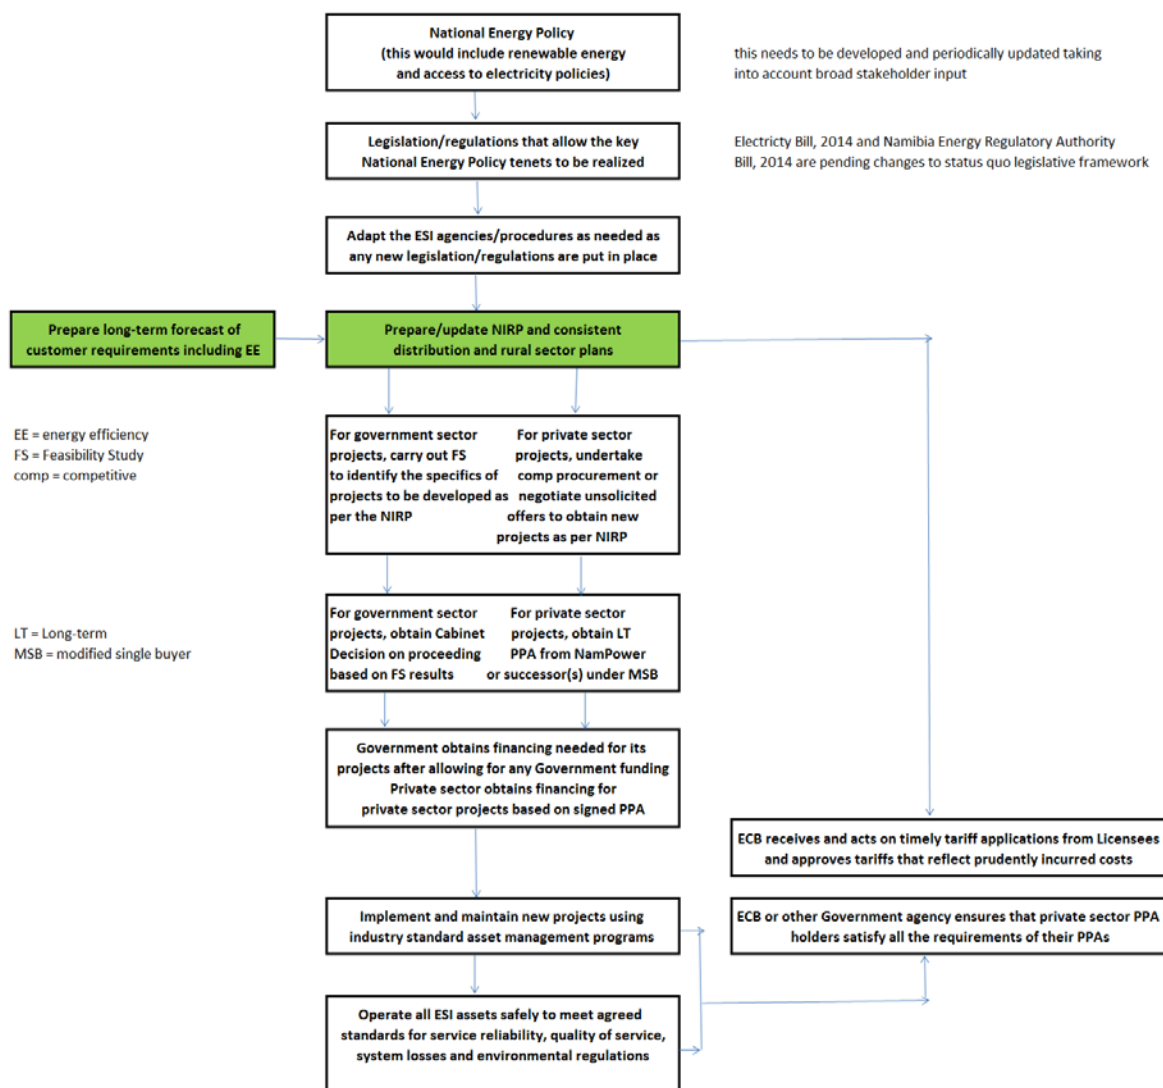 National Energy Policy
(this would include renewable energy
and access to electricity policies)
this needs to be developed and periodically updated taking
into account broad stakeholder input
Legislation/regulations that allow the key
National Energy Policy tenets to be realized
Electricty Bill, 2014 and Namibia Energy Regulatory Authority
Bill, 2014 are pending changes to status quo legislative framework
Adapt the ESI agencies/procedures as needed as
any new legislation/regulations are put in place
Prepare long-term forecast of
customer requirements including EE
Prepare/update NIRP and consistent
distribution and rural sector plans
EE = energy efficiency
FS = Feasibility Study
comp = competitive
For government sector
projects, carry out FS
to identify the specifics of
projects to be developed as
per the NIRP
For private sector
projects, undertake
comp procurement or
negotiate unsolicited
offers to obtain new
projects as per NIRP
LT = Long-term
MSB = modified single buyer
For government sector
projects, obtain Cabinet
Decision on proceeding
based on FS results
For private sector
projects, obtain LT
PPA from NamPower
or successor(s) under MSB
Government obtains financing needed for its
projects after allowing for any Government funding
Private sector obtains financing for
private sector projects based on signed PPA
ECB receives and acts on timely tariff applications from Licensees
and approves tariffs that reflect prudently incurred costs
Implement and maintain new projects using
industry standard asset management programs
ECB or other Government agency ensures that private sector PPA
holders satisfy all the requirements of their PPAs
Operate all ESI assets safely to meet agreed
standards for service reliability, quality of service,
system losses and environmental regulations